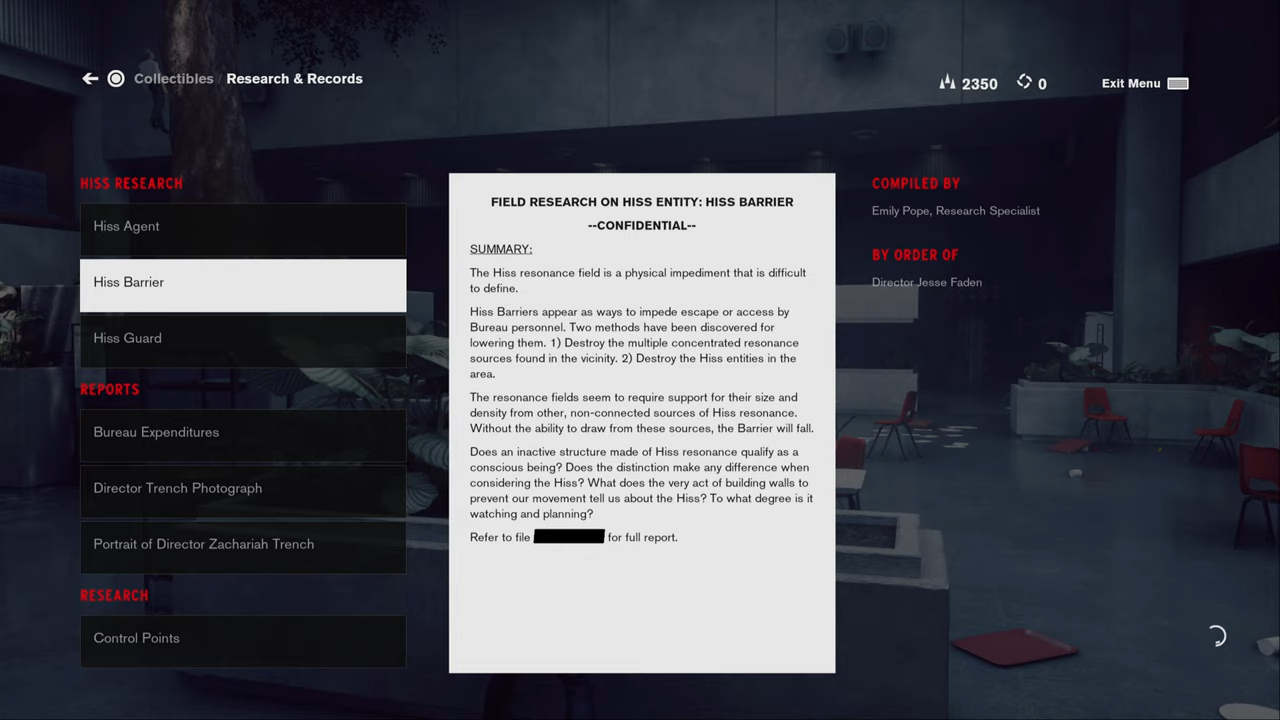 Collectibles / Research & Records
2350
0
Exit Menu
HISS RESEARCH
Hiss Agent
Hiss Barrier
Hiss Guard
REPORTS
Bureau Expenditures
Director Trench Photograph
Portrait of Director Zachariah Trench
RESEARCH
Control Points
FIELD RESEARCH ON HISS ENTITY: HISS BARRIER
--CONFIDENTIAL--
SUMMARY:
The Hiss resonance field is a physical impediment that is difficult
to define.
Hiss Barriers appear as ways to impede escape or access by
Bureau personnel. Two methods have been discovered for
lowering them. 1) Destroy the multiple concentrated resonance
sources found in the vicinity. 2) Destroy the Hiss entities in the
area.
The resonance fields seem to require support for their size and
density from other, non-connected sources of Hiss resonance.
Without the ability to draw from these sources, the Barrier will fall.
Does an inactive structure made of Hiss resonance qualify as a
conscious being? Does the distinction make any difference when
considering the Hiss? What does the very act of building walls to
prevent our movement tell us about the Hiss? To what degree is it
watching and planning?
Refer to file for full report.
COMPILED BY
Emily Pope, Research Specialist
BY ORDER OF
Director Jesse Faden